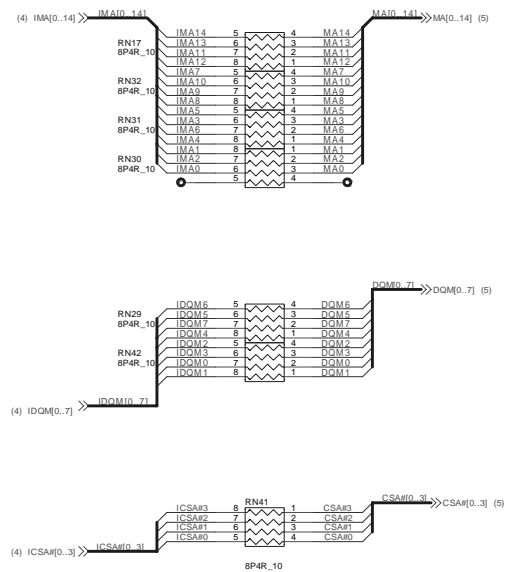 (4) IMA[0..14] IMA[0..14] MA[0..14] MA[0..14] (5)
IMA14 5 4 MA14
RN17 IMA13 6 3 MA13
8P4R_10 IMA11 7 2 MA11
IMA12 8 1 MA12
IMA7 5 4 MA7
RN32 IMA10 6 3 MA10
8P4R_10 IMA9 7 2 MA9
IMA8 8 1 MA8
IMA5 5 4 MA5
RN31 IMA3 6 3 MA3
8P4R_10 IMA6 7 2 MA6
IMA4 8 1 MA4
IMA1 8 1 MA1
RN30 IMA2 7 2 MA2
8P4R_10 IMA0 6 3 MA0
5 4
DQM[0..7] DQM[0..7] (5)
IDQM6 5 4 DQM6
RN29 IDQM5 6 3 DQM5
8P4R_10 IDQM7 7 2 DQM7
IDQM4 8 1 DQM4
IDQM2 5 4 DQM2
RN42 IDQM3 6 3 DQM3
8P4R_10 IDQM0 7 2 DQM0
IDQM1 8 1 DQM1
(4) IDQM[0..7] IDQM[0..7]
RN41 CSA#[0..3] CSA#[0..3] (5)
ICSA#3 8 1 CSA#3
ICSA#2 7 2 CSA#2
ICSA#1 6 3 CSA#1
ICSA#0 5 4 CSA#0
(4) ICSA#[0..3] ICSA#[0..3]
8P4R_10